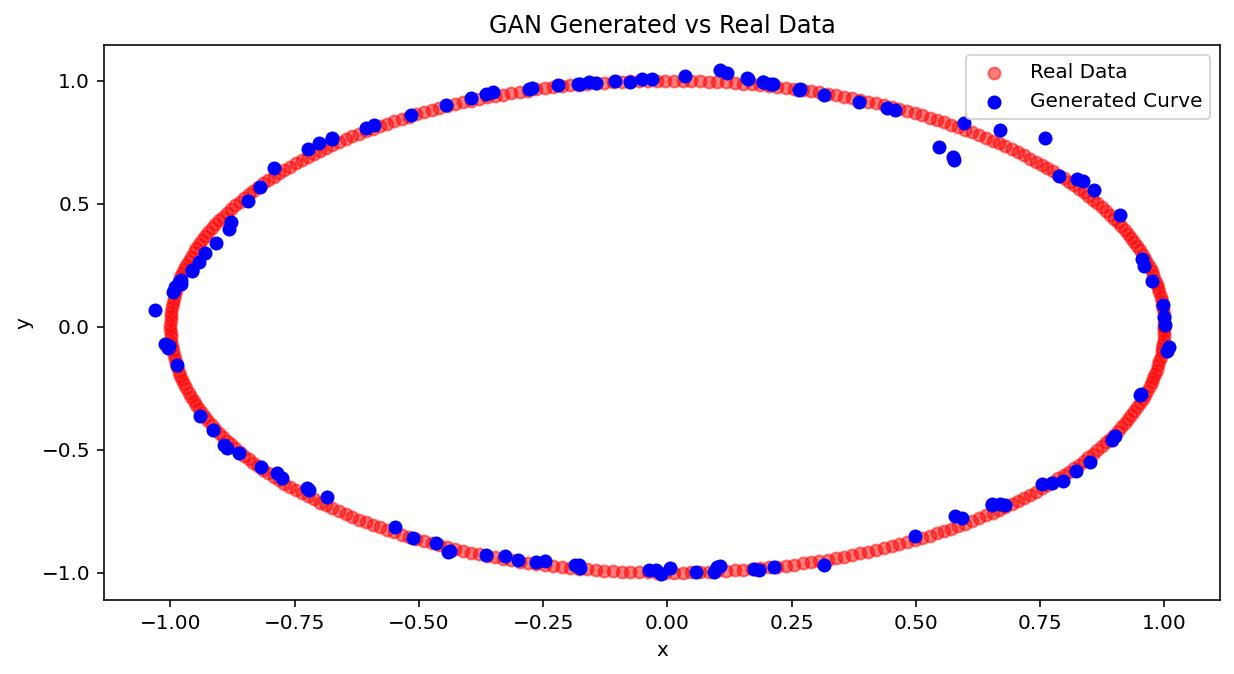 GAN Generated vs Real Data
Real Data
Generated Curve
1.0
0.5
0.0
−0.5
−1.0
y
−1.00 −0.75 −0.50 −0.25 0.00 0.25 0.50 0.75 1.00
x